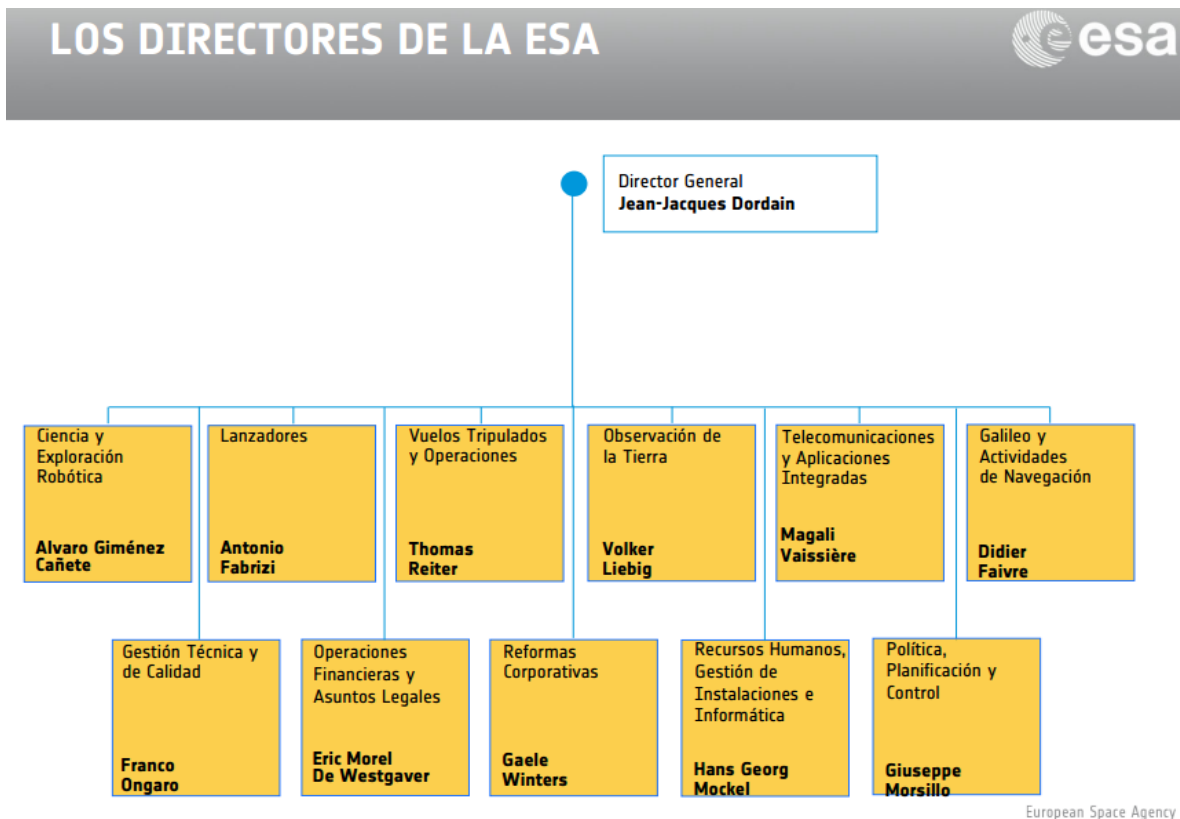 LOS DIRECTORES DE LA ESA
esa
Director General
Jean-Jacques Dordain
Ciencia y
Exploración
Robótica
Alvaro Giménez
Cañete
Lanzadores
Antonio
Fabrizi
Vuelos Tripulados
y Operaciones
Thomas
Reiter
Observación de
la Tierra
Volker
Liebig
Telecomunicaciones
y Aplicaciones
Integradas
Magali
Vaissière
Galileo y
Actividades
de Navegación
Didier
Faivre
Gestión Técnica y
de Calidad
Franco
Ongaro
Operaciones
Financieras y
Asuntos Legales
Eric Morel
De Westgaver
Reformas
Corporativas
Gaele
Winters
Recursos Humanos,
Gestión de
Instalaciones e
Informática
Hans Georg
Mockel
Política,
Planificación y
Control
Giuseppe
Morsillo
European Space Agency